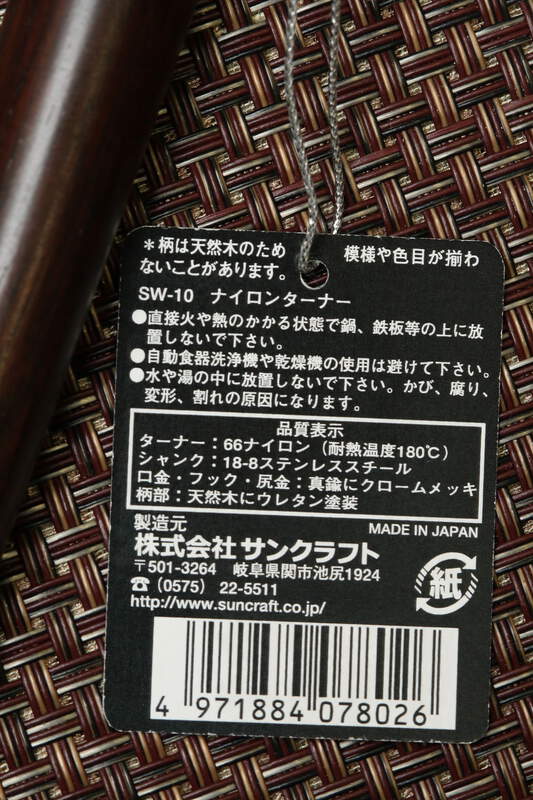 ＊柄は天然木のため　模様や色目が揃わ
ないことがあります。
SW-10　ナイロンターナー
●直接火や熱のかかる状態で鍋、鉄板等の上に放
置しないで下さい。
●自動食器洗浄機や乾燥機の使用は避けて下さい。
●水や湯の中に放置しないで下さい。かび、腐り、
変形、割れの原因になります。
品質表示
ターナー：66ナイロン（耐熱温度180℃）
シャンク：18-8ステンレススチール
口金・フック・尻金：真鍮にクロームメッキ
柄部：天然木にウレタン塗装
製造元
MADE IN JAPAN
株式会社 サンクラフト
〒501-3264　岐阜県関市池尻1924
☎（0575）22-5511
http://www.suncraft.co.jp/
紙
4 971884 078026